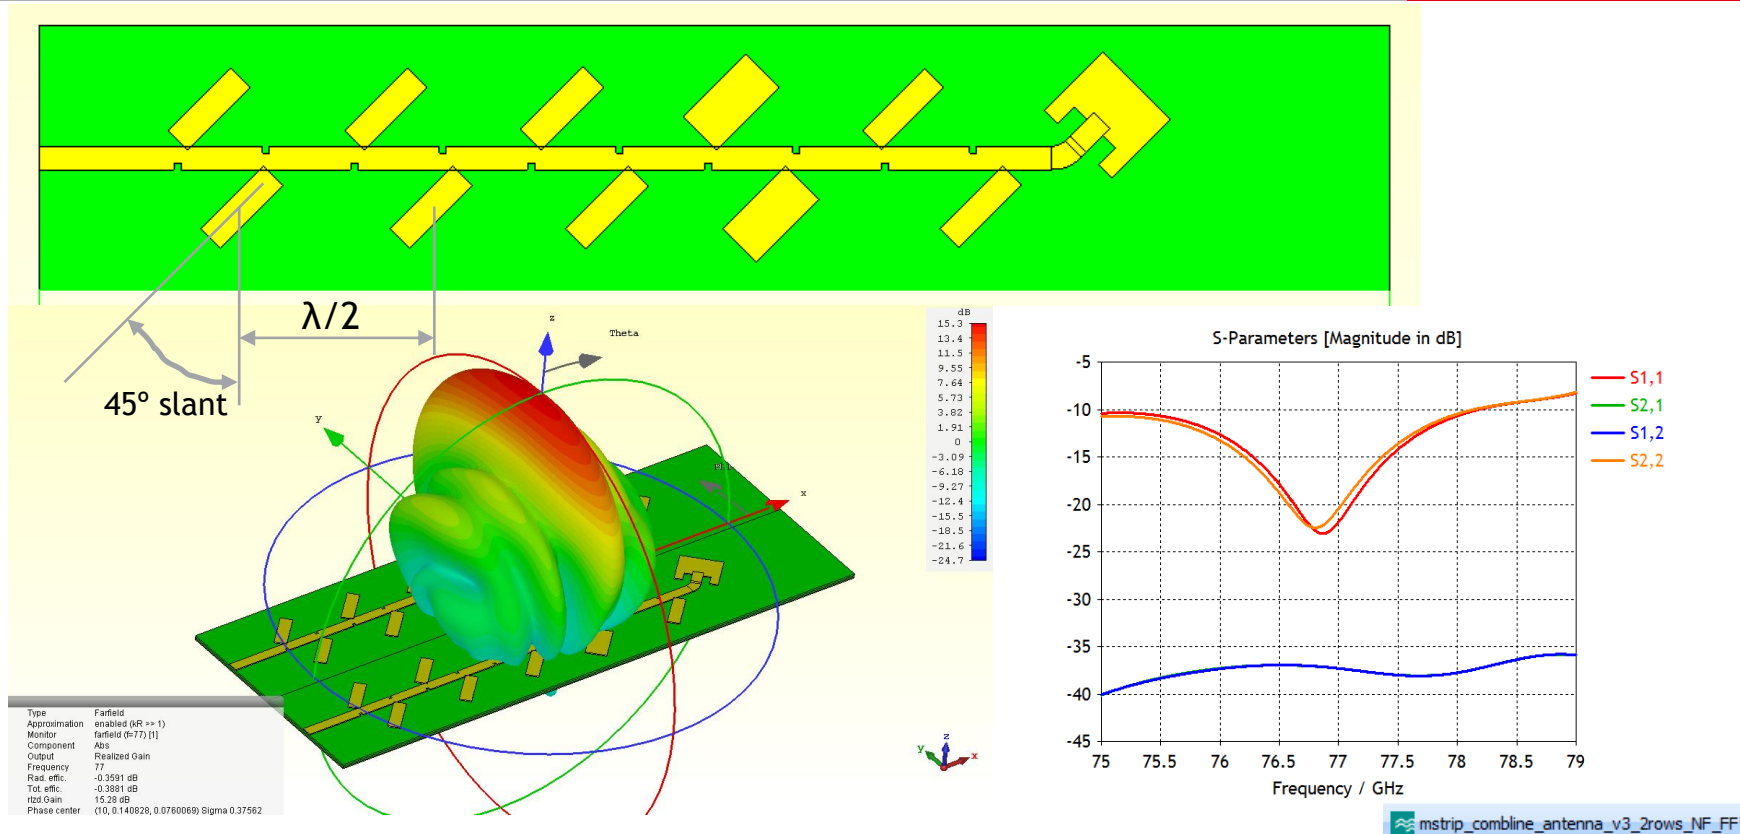 λ/2
45º slant
z
Theta
y
x
dB
15.3
13.4
11.5
9.55
7.64
5.73
3.82
1.91
0
-3.09
-6.18
-9.27
-12.4
-15.5
-18.5
-21.6
-24.7
Type Farfield
Approximation enabled (kR >> 1)
Monitor farfield (f=77) [1]
Component Abs
Output Realized Gain
Frequency 77
Rad. effic. -0.3591 dB
Tot. effic. -0.3881 dB
rlzd.Gain 15.28 dB
Phase center (10, 0.140828, 0.0760069) Sigma 0.37562
z
y
x
S-Parameters [Magnitude in dB]
-5
-10
-15
-20
-25
-30
-35
-40
-45
75 75.5 76 76.5 77 77.5 78 78.5 79
Frequency / GHz
S1,1
S2,1
S1,2
S2,2
mstrip_combline_antenna_v3_2rows_NF_FF